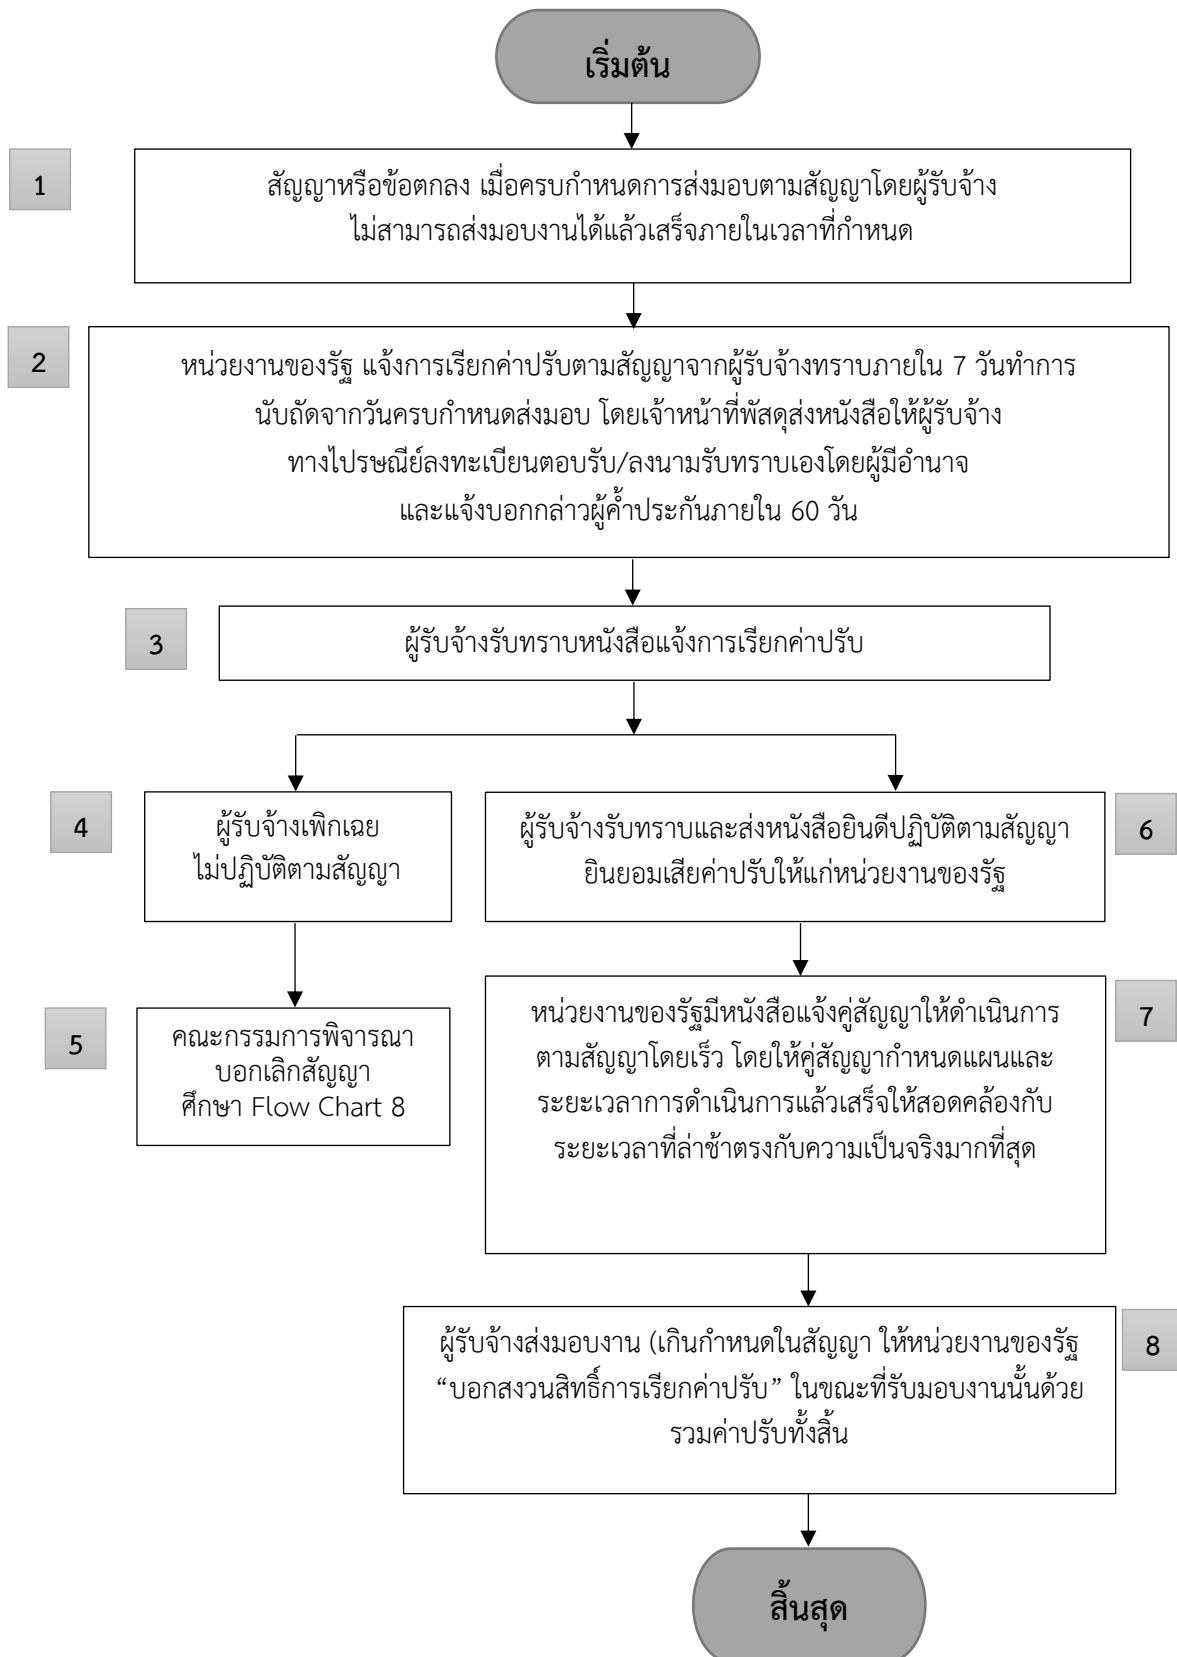 เริ่มต้น
1
สัญญาหรือข้อตกลง เมื่อครบกำหนดการส่งมอบตามสัญญาโดยผู้รับจ้าง
ไม่สามารถส่งมอบงานได้แล้วเสร็จภายในเวลาที่กำหนด
2
หน่วยงานของรัฐ แจ้งการเรียกค่าปรับตามสัญญาจากผู้รับจ้างทราบภายใน 7 วันทำการ
นับถัดจากวันครบกำหนดส่งมอบ โดยเจ้าหน้าที่พัสดุส่งหนังสือให้ผู้รับจ้าง
ทางไปรษณีย์ลงทะเบียนตอบรับ/ลงนามรับทราบเองโดยผู้มีอำนาจ
และแจ้งบอกกล่าวผู้ค้ำประกันภายใน 60 วัน
3
ผู้รับจ้างรับทราบหนังสือแจ้งการเรียกค่าปรับ
4
ผู้รับจ้างเพิกเฉย
ไม่ปฏิบัติตามสัญญา
5
คณะกรรมการพิจารณา
บอกเลิกสัญญา
ศึกษา Flow Chart 8
6
ผู้รับจ้างรับทราบและส่งหนังสือยินดีปฏิบัติตามสัญญา
ยินยอมเสียค่าปรับให้แก่หน่วยงานของรัฐ
7
หน่วยงานของรัฐมีหนังสือแจ้งคู่สัญญาให้ดำเนินการ
ตามสัญญาโดยเร็ว โดยให้คู่สัญญากำหนดแผนและ
ระยะเวลาการดำเนินการแล้วเสร็จให้สอดคล้องกับ
ระยะเวลาที่ล่าช้าตรงกับความเป็นจริงมากที่สุด
8
ผู้รับจ้างส่งมอบงาน (เกินกำหนดในสัญญา ให้หน่วยงานของรัฐ
“บอกสงวนสิทธิ์การเรียกค่าปรับ” ในขณะที่รับมอบงานนั้นด้วย
รวมค่าปรับทั้งสิ้น
สิ้นสุด